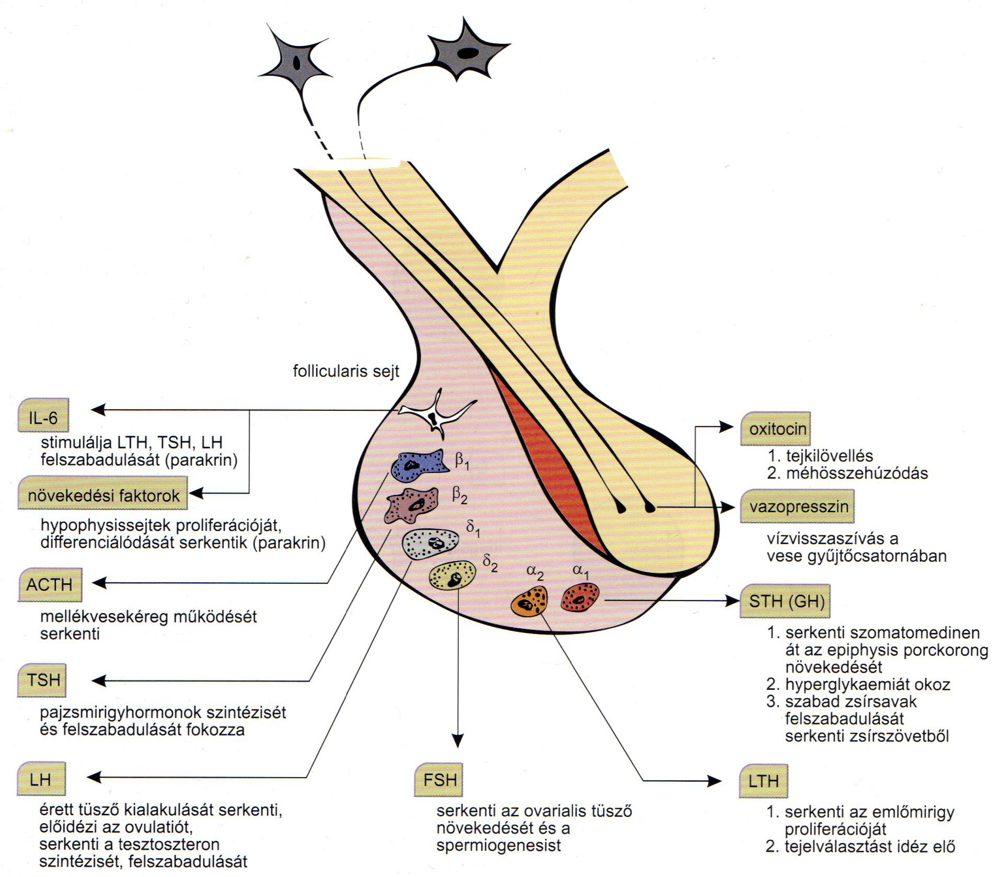 follicularis sejt
IL-6
stimulálja LTH, TSH, LH
felszabadulását (parakrin)
növekedési faktorok
hypophysissejtek proliferációját,
differenciálódását serkentik (parakrin)
ACTH
mellékvesekéreg működését
serkenti
TSH
pajzsmirigyhormonok szintézisét
és felszabadulását fokozza
LH
érett tüsző kialakulását serkenti,
előidézi az ovulatiót,
serkenti a tesztoszteron
szintézisét, felszabadulását
β1
β2
δ1
δ2
α2
α1
FSH
serkenti az ovarialis tüsző
növekedését és a
spermiogenesist
oxitocin
1. tejkilövellés
2. méhösszehúzódás
vazopresszin
vízvisszaszívás a
vese gyűjtőcsatornában
STH (GH)
1. serkenti szomatomedinen
át az epiphysis porckorong
növekedését
2. hyperglykaemiát okoz
3. szabad zsírsavak
felszabadulását
serkenti zsírszövetből
LTH
1. serkenti az emlőmirigy
proliferációját
2. tejelválasztást idéz elő